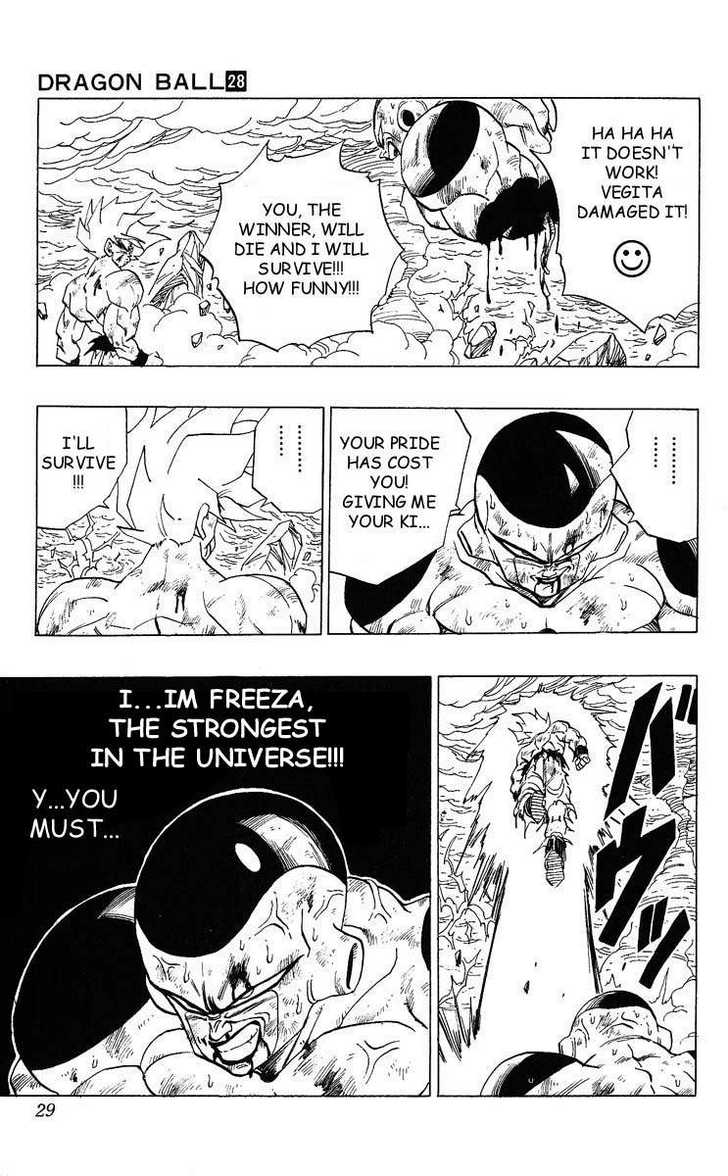 DRAGON BALL 28
HA HA HA
IT DOESN'T
WORK!
VEGITA
DAMAGED IT!
YOU, THE
WINNER, WILL
DIE AND I WILL
SURVIVE!!!
HOW FUNNY!!!
.........
YOUR PRIDE
HAS COST
YOU!
GIVING ME
YOUR KI...
.........
I'LL
SURVIVE
!!!
I...IM FREEZA,
THE STRONGEST
IN THE UNIVERSE!!!
Y...YOU
MUST...
29